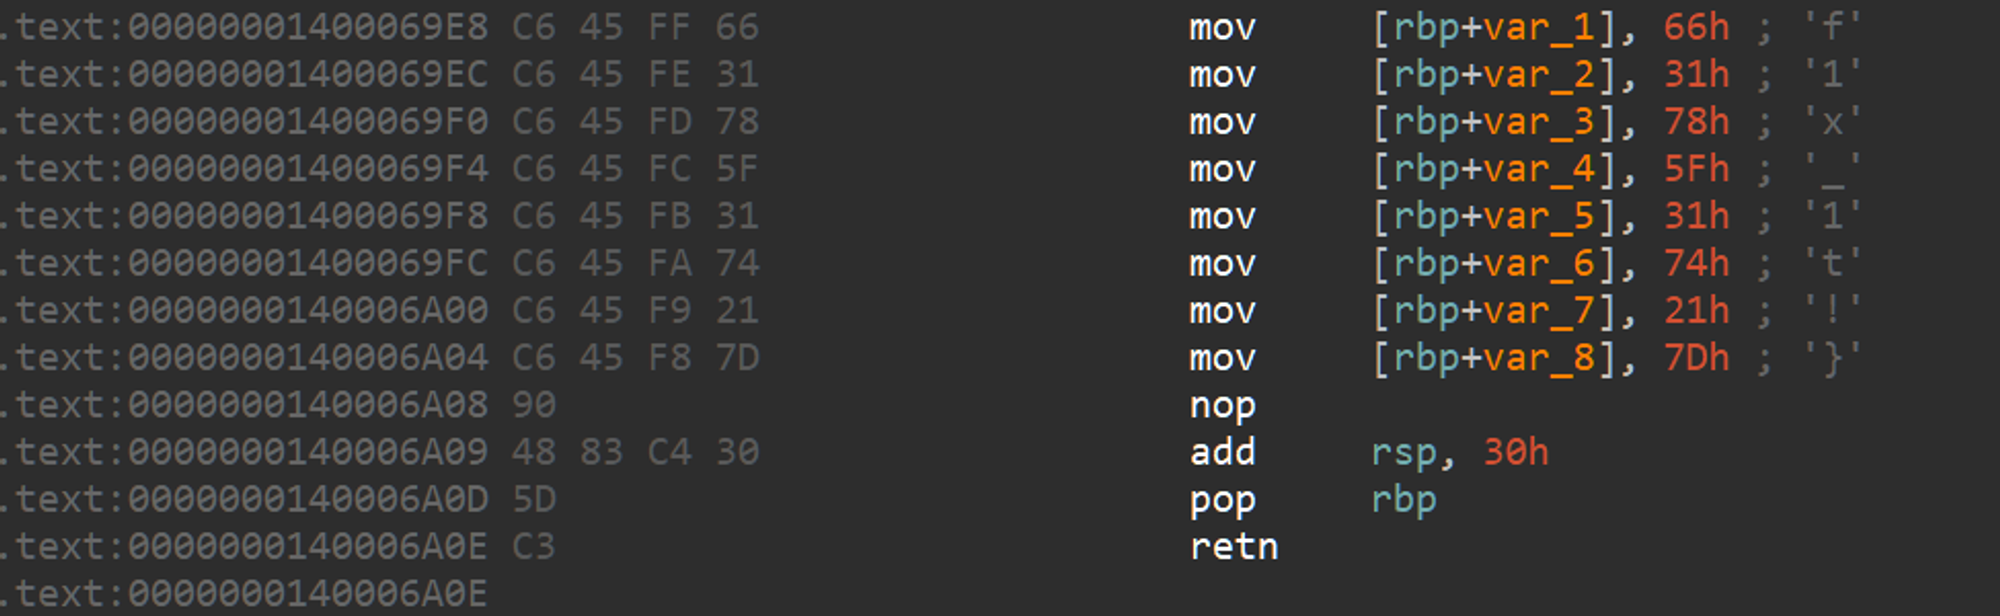 .text:00000001400069E8 C6 45 FF 66 mov [rbp+var_1], 66h ; 'f'
.text:00000001400069EC C6 45 FE 31 mov [rbp+var_2], 31h ; '1'
.text:00000001400069F0 C6 45 FD 78 mov [rbp+var_3], 78h ; 'x'
.text:00000001400069F4 C6 45 FC 5F mov [rbp+var_4], 5Fh ; '_'
.text:00000001400069F8 C6 45 FB 31 mov [rbp+var_5], 31h ; '1'
.text:00000001400069FC C6 45 FA 74 mov [rbp+var_6], 74h ; 't'
.text:0000000140006A00 C6 45 F9 21 mov [rbp+var_7], 21h ; '!'
.text:0000000140006A04 C6 45 F8 7D mov [rbp+var_8], 7Dh ; '}'
.text:0000000140006A08 90 nop
.text:0000000140006A09 48 83 C4 30 add rsp, 30h
.text:0000000140006A0D 5D pop rbp
.text:0000000140006A0E C3 retn
.text:0000000140006A0E